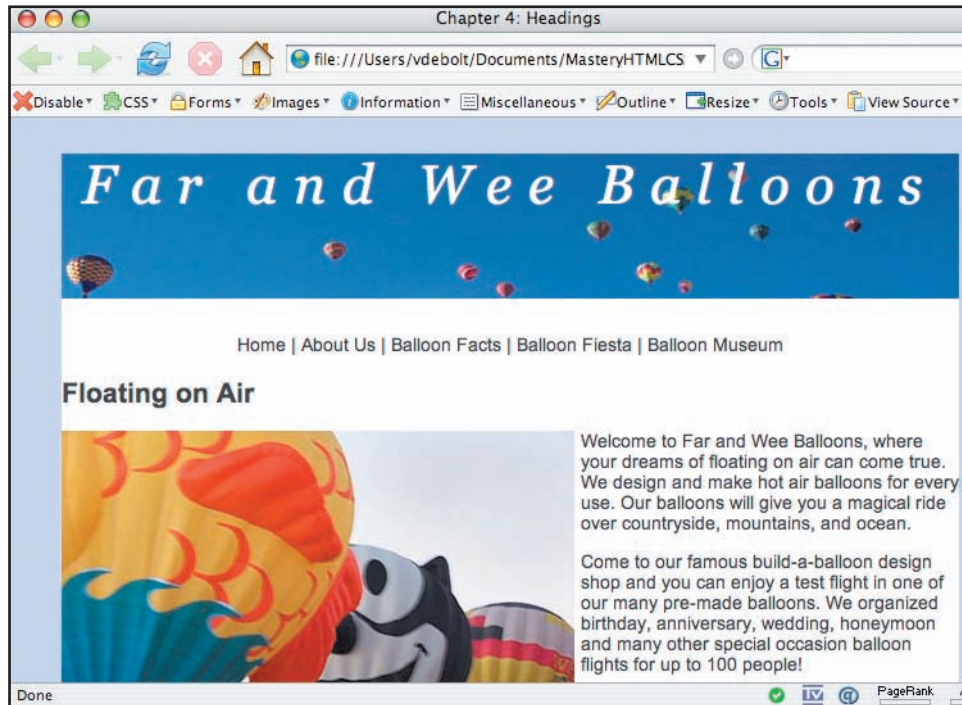 Chapter 4: Headings
file:///Users/vdebolt/Documents/MasteryHTMLCS
G
Disable CSS Forms Images Information Miscellaneous Outline Resize Tools View Source
Far and Wee Balloons
Home | About Us | Balloon Facts | Balloon Fiesta | Balloon Museum
Floating on Air
Welcome to Far and Wee Balloons, where
your dreams of floating on air can come true.
We design and make hot air balloons for every
use. Our balloons will give you a magical ride
over countryside, mountains, and ocean.
Come to our famous build-a-balloon design
shop and you can enjoy a test flight in one of
our many pre-made balloons. We organized
birthday, anniversary, wedding, honeymoon
and many other special occasion balloon
flights for up to 100 people!
Done PageRank